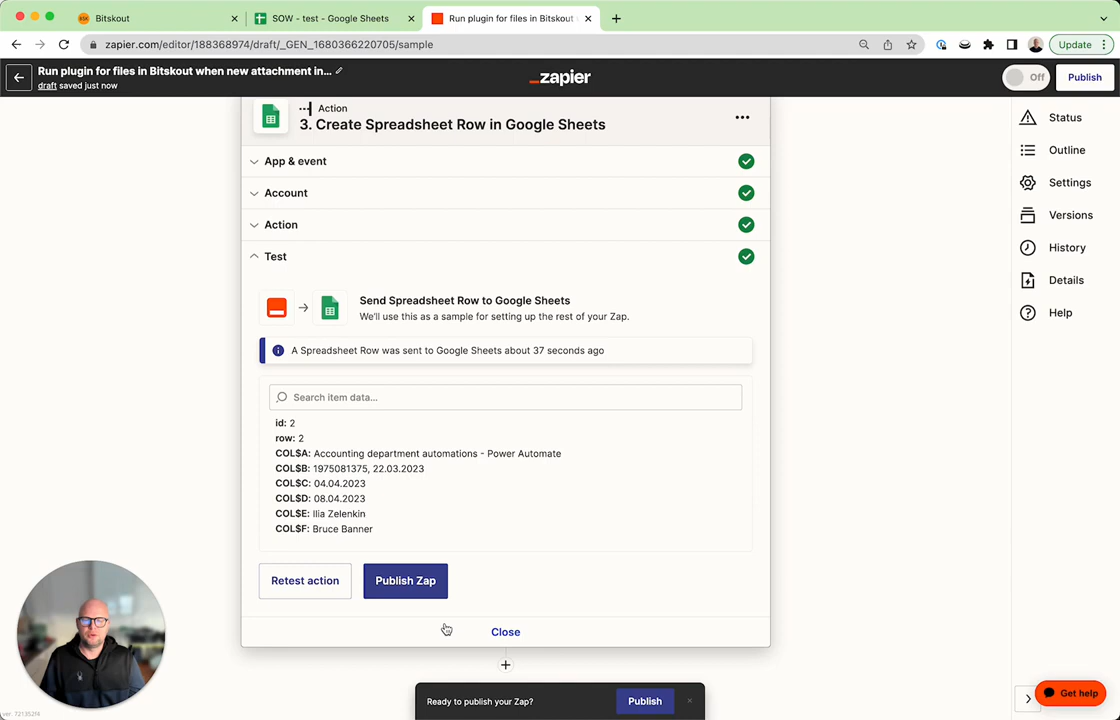 Bitskout
SOW - test - Google Sheets
Run plugin for files in Bitskout
zapier.com/editor/188368974/draft/_GEN_1680366220705/sample
Update
Run plugin for files in Bitskout when new attachment in...
draft saved just now
zapier
Off
Publish
Action
3. Create Spreadsheet Row in Google Sheets
App & event
Account
Action
Test
Send Spreadsheet Row to Google Sheets
We'll use this as a sample for setting up the rest of your Zap.
A Spreadsheet Row was sent to Google Sheets about 37 seconds ago
Search item data...
id: 2
row: 2
COL$A: Accounting department automations - Power Automate
COL$B: 1975081375, 22.03.2023
COL$C: 04.04.2023
COL$D: 08.04.2023
COL$E: Ilia Zelenkin
COL$F: Bruce Banner
Retest action
Publish Zap
Close
Ready to publish your Zap?
Publish
Status
Outline
Settings
Versions
History
Details
Help
Get help
ver 721352f4